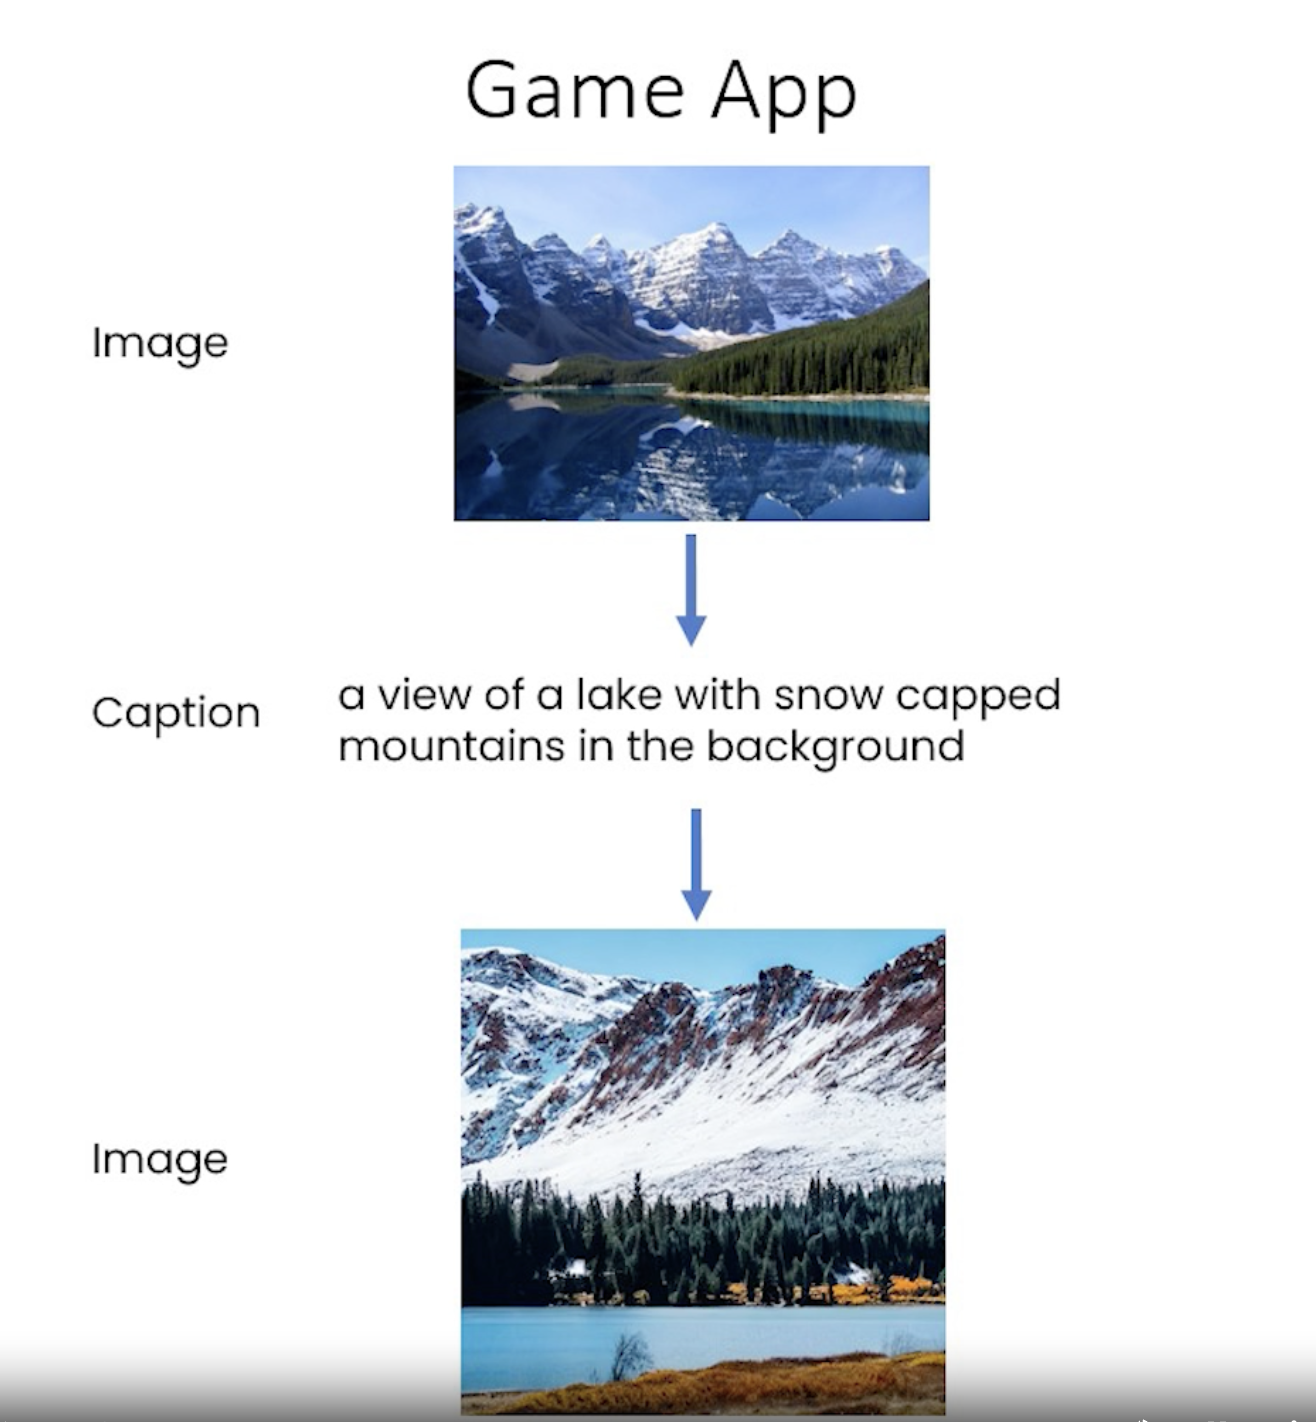 Game App
Image
Caption
a view of a lake with snow capped
mountains in the background
Image